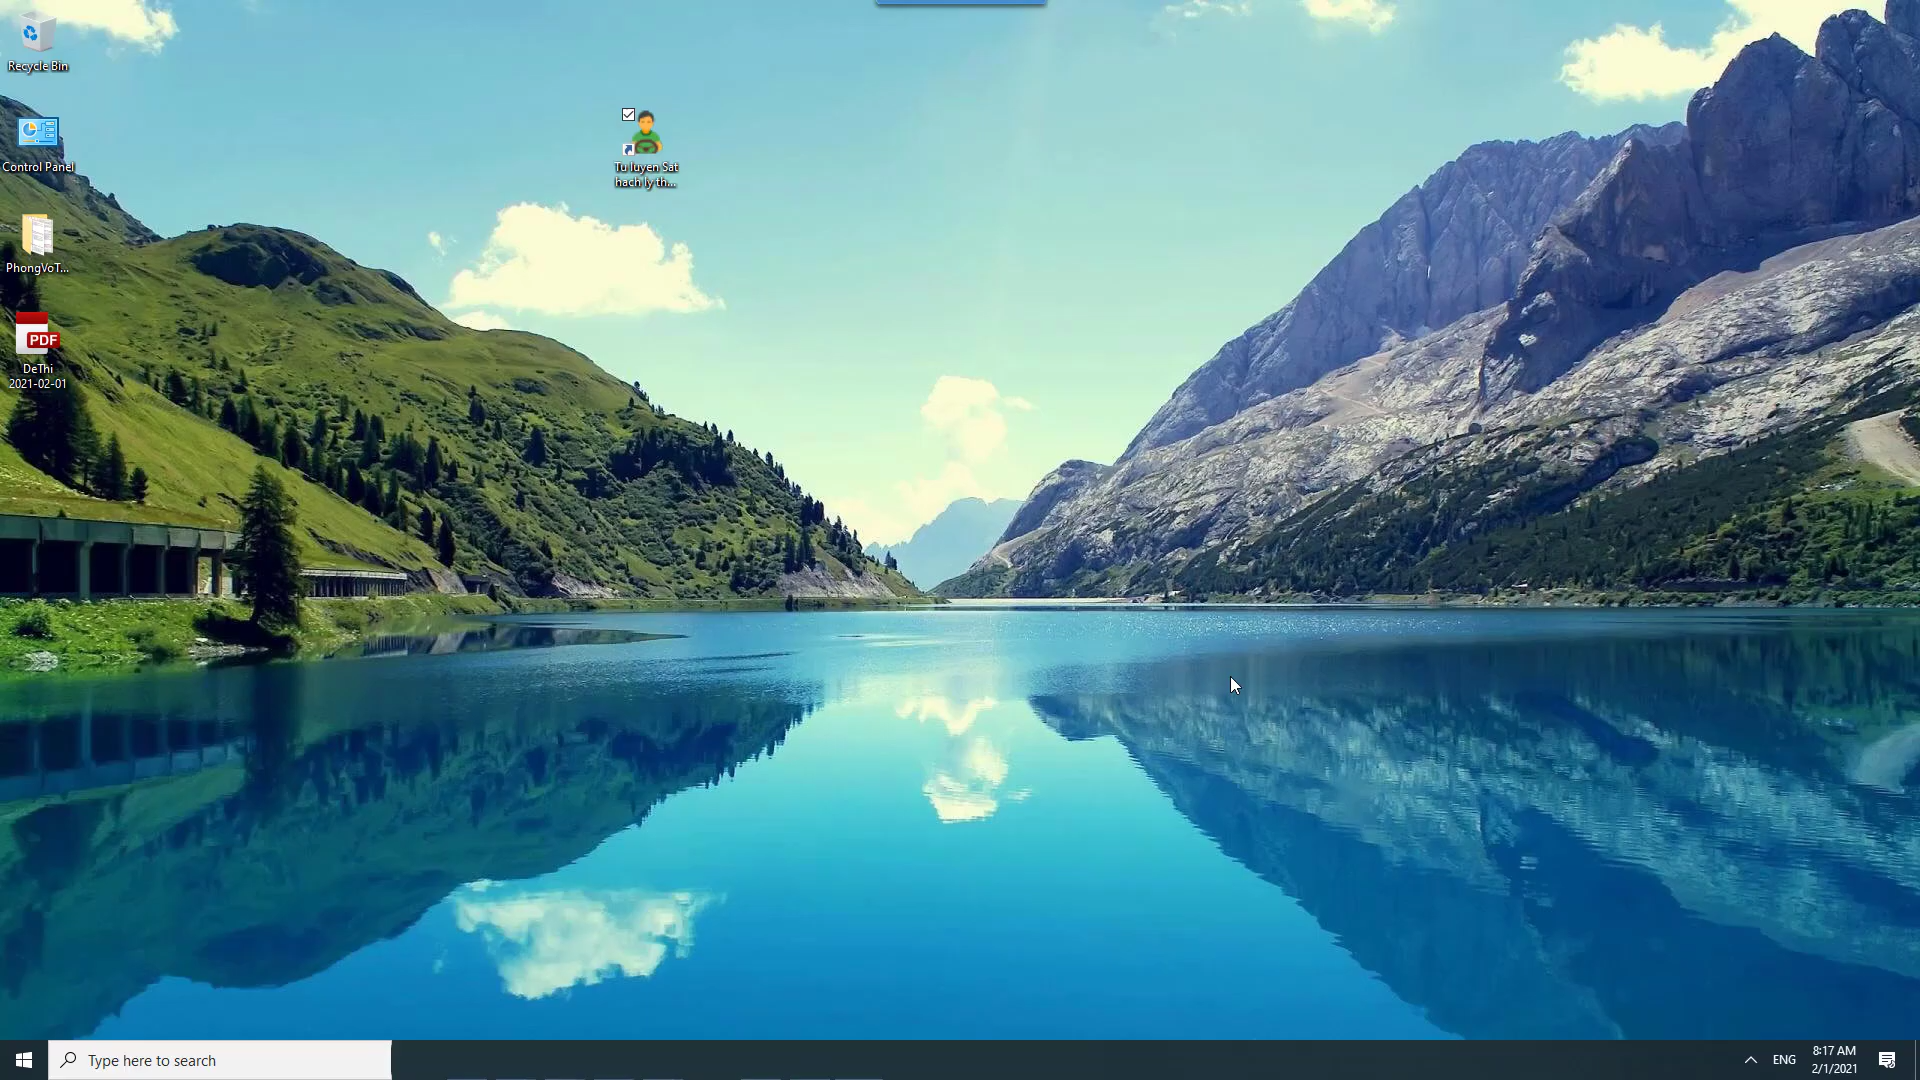 Recycle Bin
Control Panel
PhongVoT...
PDF
DeThi
2021-02-01
Tu luyen Sat
hach ly th...
Type here to search
ENG
8:17 AM
2/1/2021